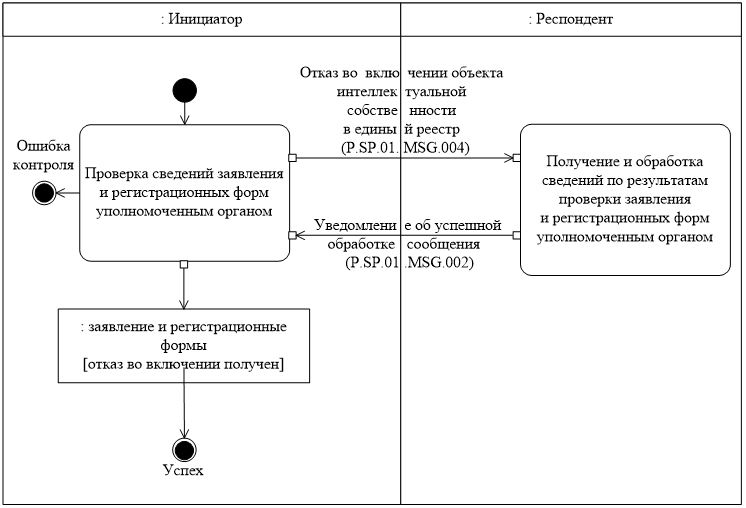 : Инициатор
: Респондент
Отказ во включении объекта
интеллектуальной
собственности
в единый реестр
(P.SP.01.MSG.004)
Ошибка
контроля
Проверка сведений заявления
и регистрационных форм
уполномоченным органом
Получение и обработка
сведений по результатам
проверки заявления
и регистрационных форм
уполномоченным органом
Уведомление об успешной
обработке сообщения
(P.SP.01.MSG.002)
: заявление и регистрационные
формы
[отказ во включении получен]
Успех